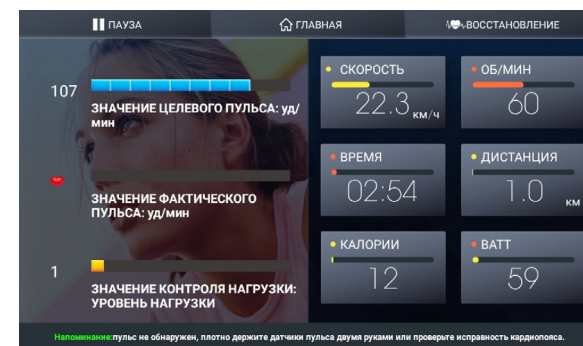 ПАУЗА
ГЛАВНАЯ
ВОССТАНОВЛЕНИЕ
107
ЗНАЧЕНИЕ ЦЕЛЕВОГО ПУЛЬСА: уд/
мин
ЗНАЧЕНИЕ ФАКТИЧЕСКОГО
ПУЛЬСА: уд/мин
1
ЗНАЧЕНИЕ КОНТРОЛЯ НАГРУЗКИ:
УРОВЕНЬ НАГРУЗКИ
СКОРОСТЬ
22.3 км/ч
ОБ/МИН
60
ВРЕМЯ
02:54
ДИСТАНЦИЯ
1.0 км
КАЛОРИИ
12
ВАТТ
59
Напоминание:пульс не обнаружен, плотно держите датчики пульса двумя руками или проверьте исправность кардиопояса.